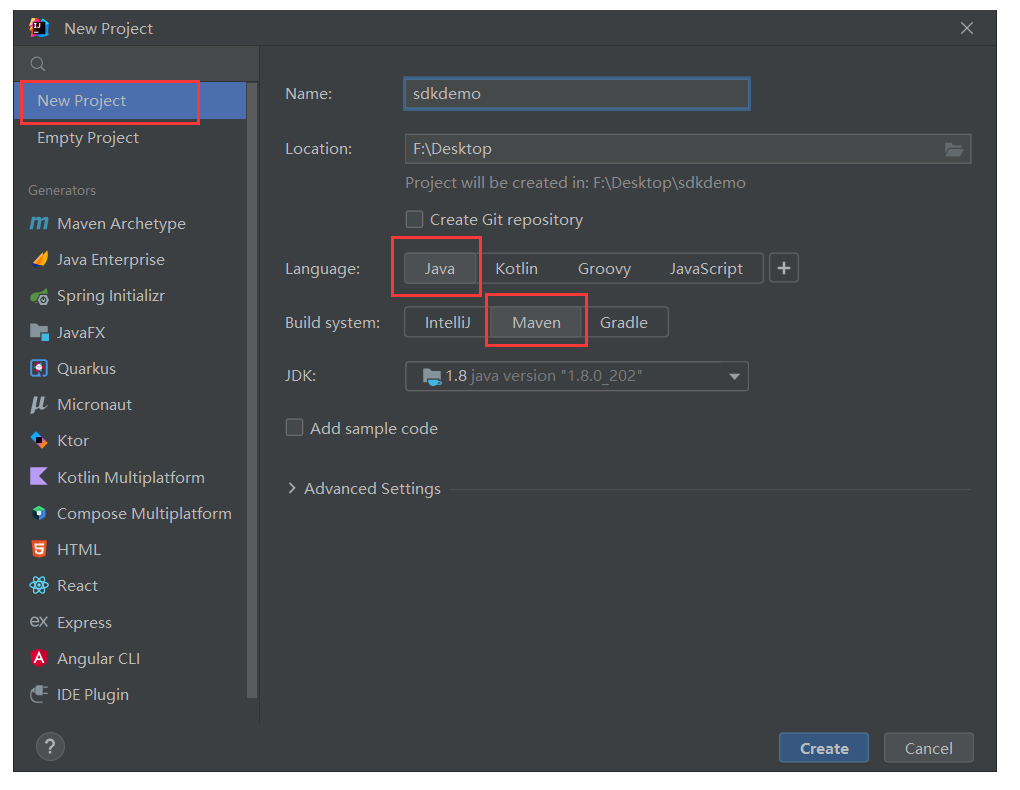 New Project
New Project
Empty Project
Generators
Maven Archetype
Java Enterprise
Spring Initializr
JavaFX
Quarkus
Micronaut
Ktor
Kotlin Multiplatform
Compose Multiplatform
HTML
React
ex Express
Angular CLI
IDE Plugin
?
Name: sdkdemo
Location: F:\Desktop
Project will be created in: F:\Desktop\sdkdemo
Create Git repository
Language: Java Kotlin Groovy JavaScript +
Build system: IntelliJ Maven Gradle
JDK: 1.8 java version "1.8.0_202"
Add sample code
Advanced Settings
Create Cancel